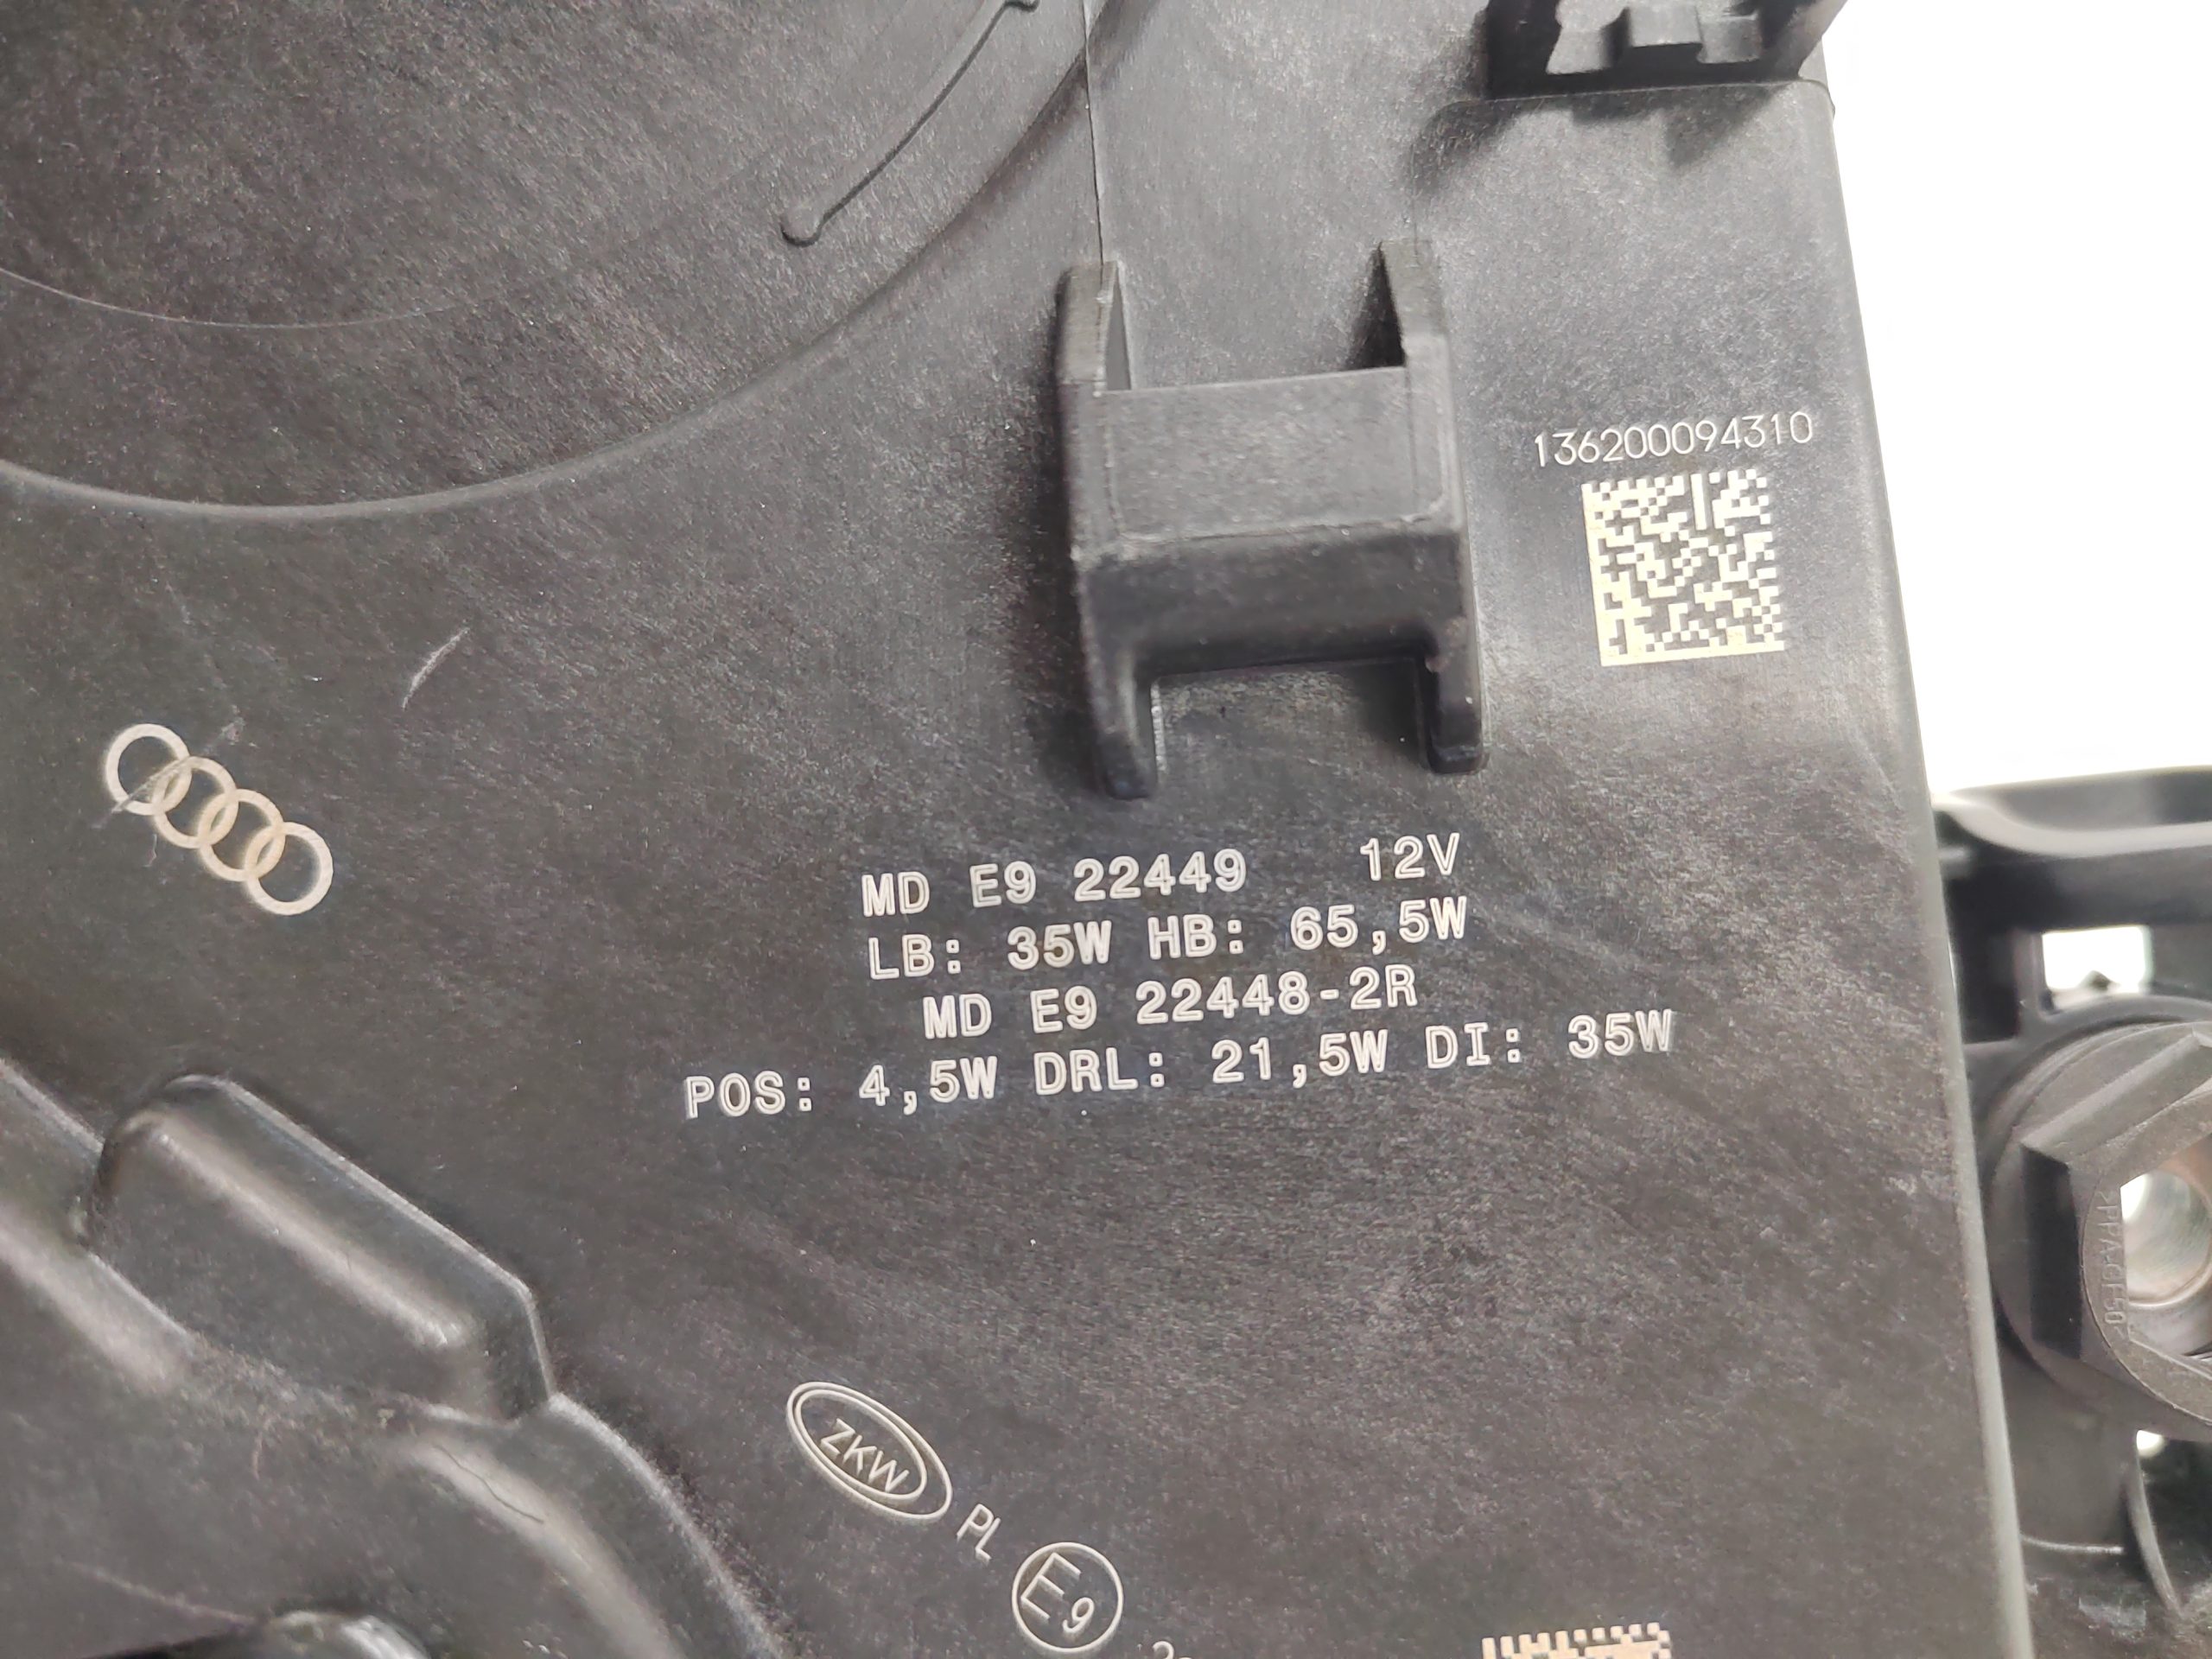 136200094310
MD E9 22449 12V
LB: 35W HB: 65,5W
MD E9 22448-2R
POS: 4,5W DRL: 21,5W DI: 35W
ZKW PL E9